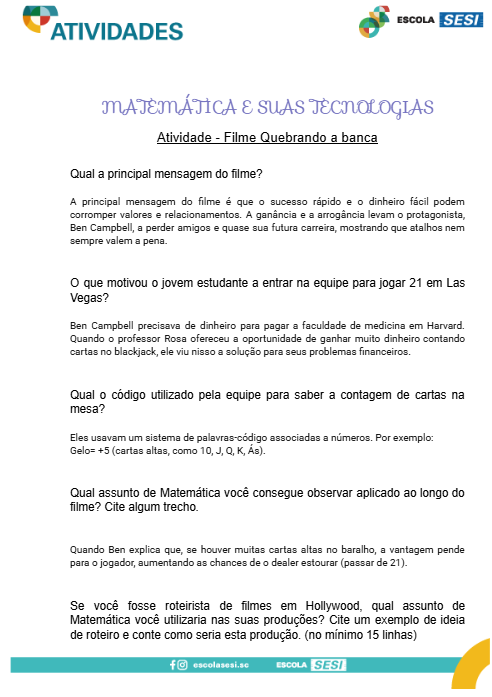 ATIVIDADES
ESCOLA SESI
MATEMÁTICA E SUAS TECNOLOGIAS
Atividade - Filme Quebrando a banca
Qual a principal mensagem do filme?
A principal mensagem do filme é que o sucesso rápido e o dinheiro fácil podem
corromper valores e relacionamentos. A ganância e a arrogância levam o protagonista,
Ben Campbell, a perder amigos e quase sua futura carreira, mostrando que atalhos nem
sempre valem a pena.
O que motivou o jovem estudante a entrar na equipe para jogar 21 em Las
Vegas?
Ben Campbell precisava de dinheiro para pagar a faculdade de medicina em Harvard.
Quando o professor Rosa ofereceu a oportunidade de ganhar muito dinheiro contando
cartas no blackjack, ele viu nisso a solução para seus problemas financeiros.
Qual o código utilizado pela equipe para saber a contagem de cartas na
mesa?
Eles usavam um sistema de palavras-código associadas a números. Por exemplo:
Gelo= +5 (cartas altas, como 10, J, Q, K, Ás).
Qual assunto de Matemática você consegue observar aplicado ao longo do
filme? Cite algum trecho.
Quando Ben explica que, se houver muitas cartas altas no baralho, a vantagem pende
para o jogador, aumentando as chances de o dealer estourar (passar de 21).
Se você fosse roteirista de filmes em Hollywood, qual assunto de
Matemática você utilizaria nas suas produções? Cite um exemplo de ideia
de roteiro e conte como seria esta produção. (no mínimo 15 linhas)
escolasesi.sc ESCOLA SESI